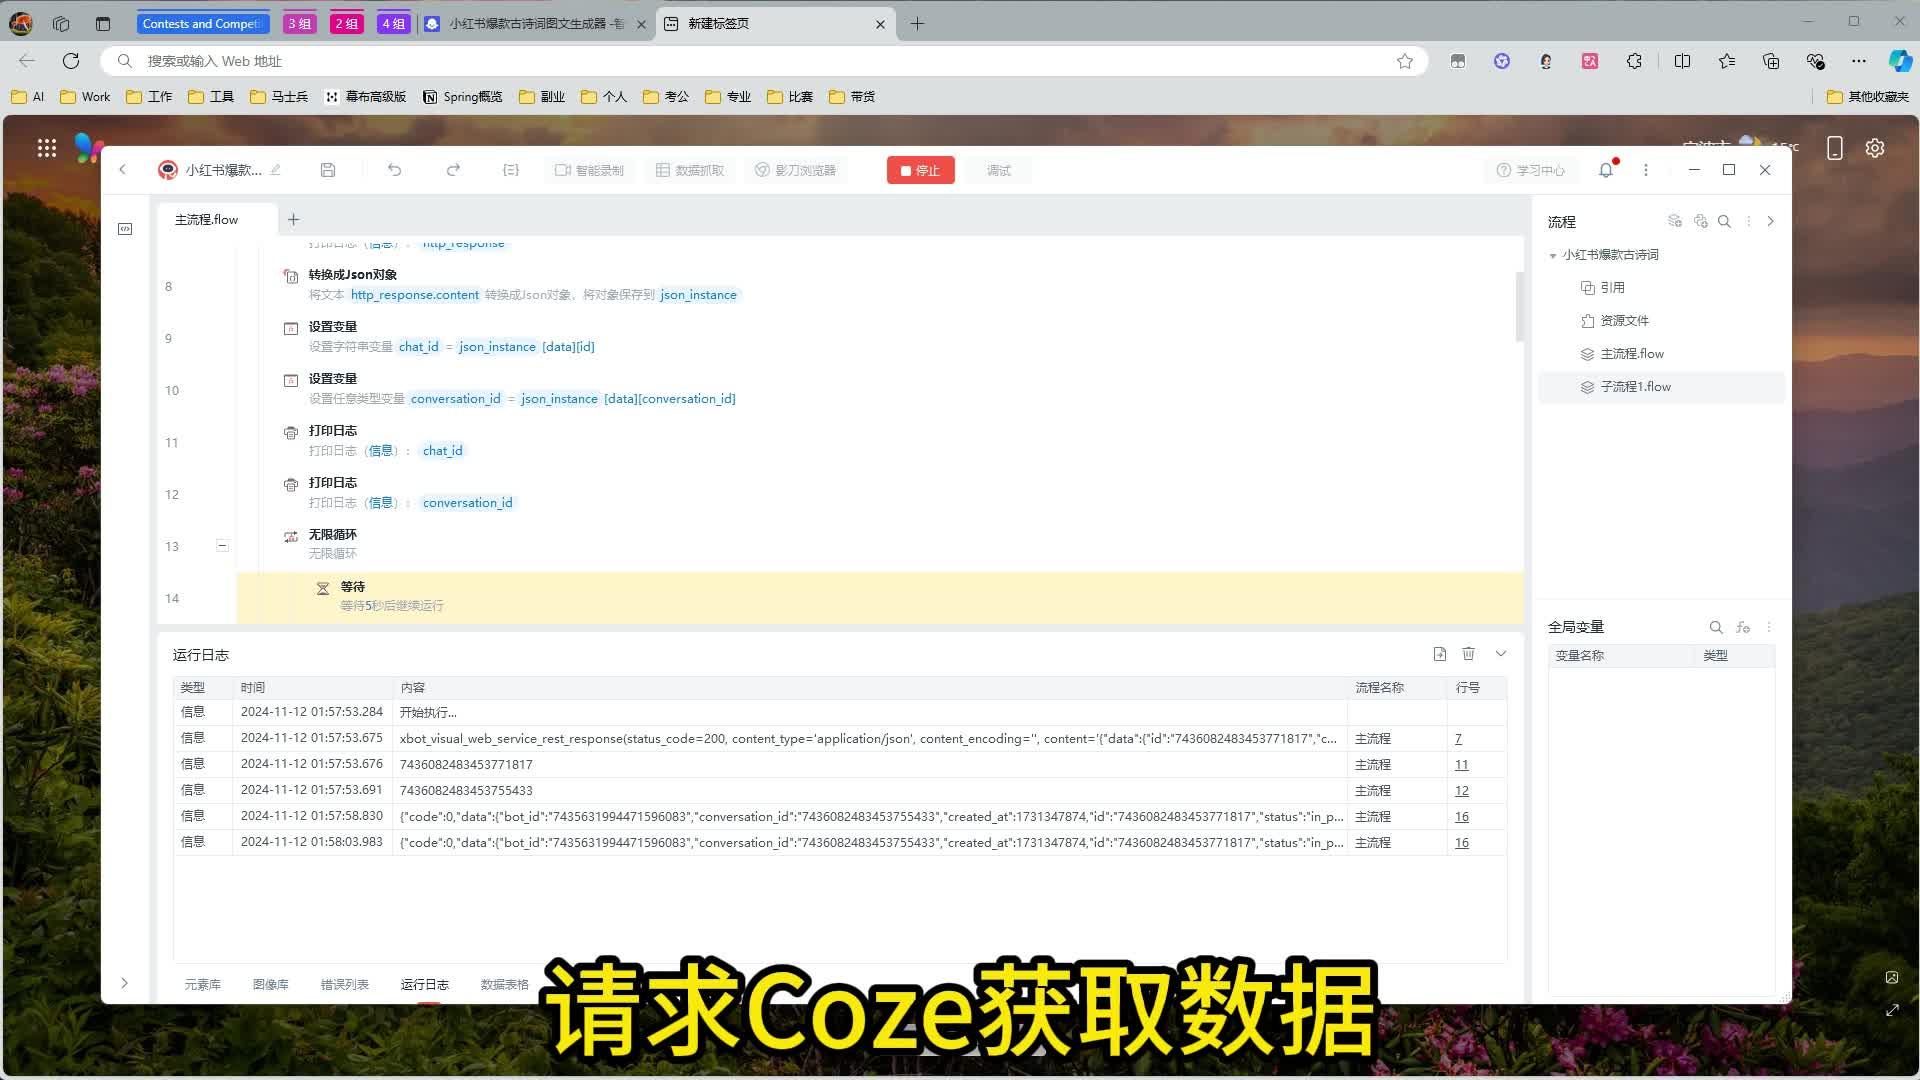 Contests and Compet
3 组
2 组
4 组
小红书爆款古诗词图文生成器 -智
新建标签页
搜索或输入 Web 地址
AI
Work
工作
工具
马士兵
幕布高级版
Spring概览
副业
个人
考公
专业
比赛
带货
其他收藏夹
小红书爆款...
智能录制
数据抓取
影刀浏览器
停止
调试
学习中心
主流程.flow
打印日志（信息）： http_response
8
转换成Json对象
将文本 http_response.content 转换成Json对象，将对象保存到 json_instance
9
设置变量
设置字符串变量 chat_id = json_instance [data][id]
10
设置变量
设置任意类型变量 conversation_id = json_instance [data][conversation_id]
11
打印日志
打印日志（信息）： chat_id
12
打印日志
打印日志（信息）： conversation_id
13
无限循环
无限循环
14
等待
等待5秒后继续运行
流程
小红书爆款古诗词
引用
资源文件
主流程.flow
子流程1.flow
全局变量
变量名称 类型
运行日志
类型 时间 内容 流程名称 行号
信息 2024-11-12 01:57:53.284 开始执行...
信息 2024-11-12 01:57:53.675 xbot_visual_web_service_rest_response(status_code=200, content_type='application/json', content_encoding='', content='{"data":{"id":"7436082483453771817","c... 主流程 7
信息 2024-11-12 01:57:53.676 7436082483453771817 主流程 11
信息 2024-11-12 01:57:53.691 7436082483453755433 主流程 12
信息 2024-11-12 01:57:58.830 {"code":0,"data":{"bot_id":"7435631994471596083","conversation_id":"7436082483453755433","created_at":1731347874,"id":"7436082483453771817","status":"in_p... 主流程 16
信息 2024-11-12 01:58:03.983 {"code":0,"data":{"bot_id":"7435631994471596083","conversation_id":"7436082483453755433","created_at":1731347874,"id":"7436082483453771817","status":"in_p... 主流程 16
元素库
图像库
错误列表
运行日志
数据表格
请求Coze获取数据